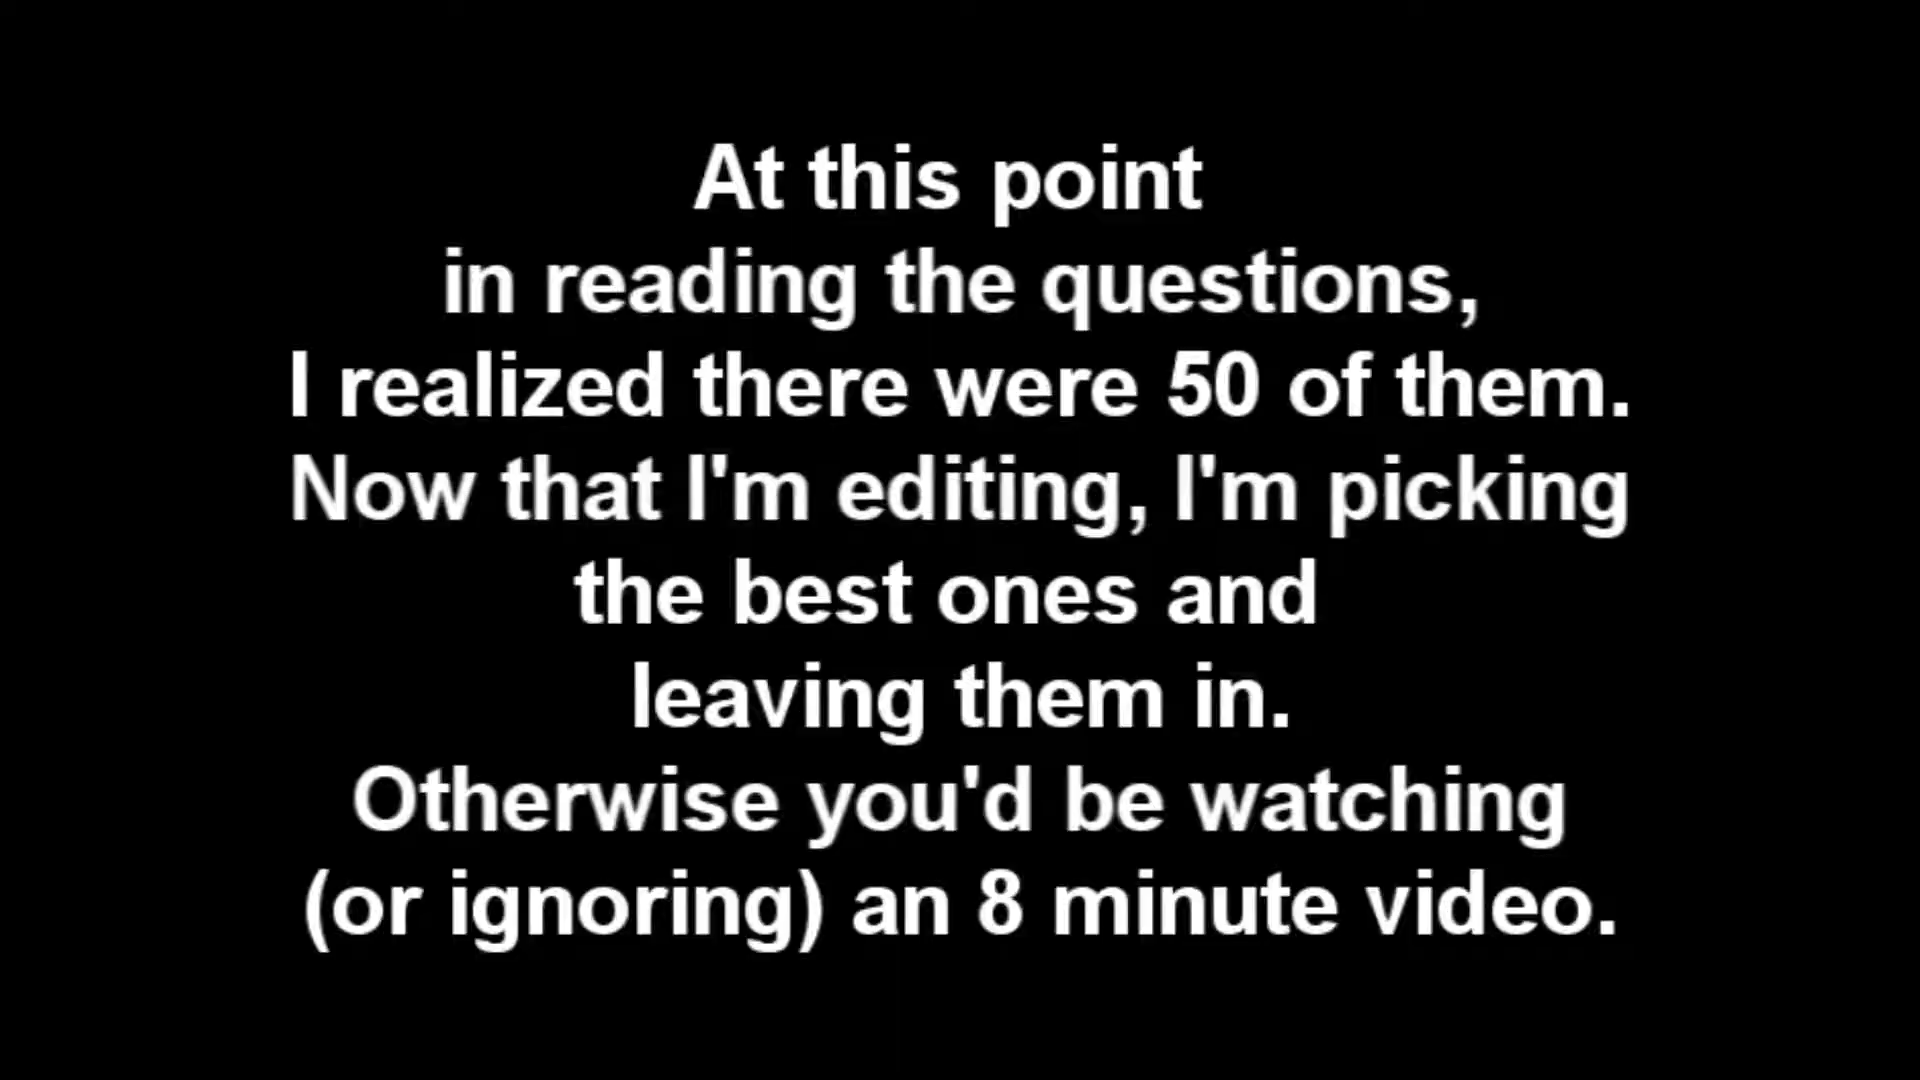 At this point
in reading the questions,
I realized there were 50 of them.
Now that I'm editing, I'm picking
the best ones and
leaving them in.
Otherwise you'd be watching
(or ignoring) an 8 minute video.